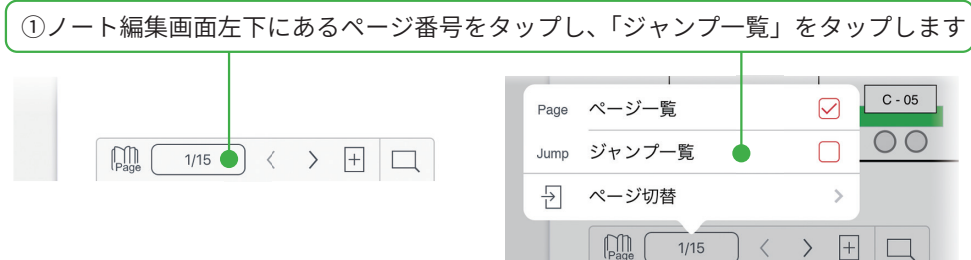 ①ノート編集画面左下にあるページ番号をタップし、「ジャンプ一覧」をタップします
Page 1/15
Page ページ一覧
Jump ジャンプ一覧
ページ切替
C - 05
Page 1/15